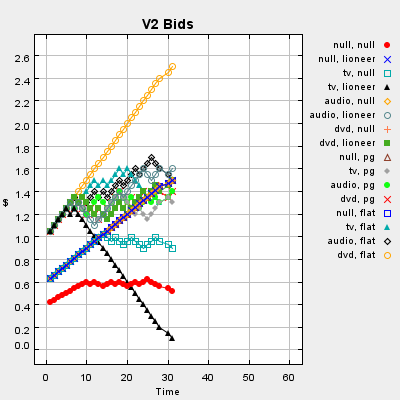 V2 Bids
$
2.6
2.4
2.2
2.0
1.8
1.6
1.4
1.2
1.0
0.8
0.6
0.4
0.2
0.0
0 10 20 30 40 50 60
Time
null, null
null, lioneer
tv, null
tv, lioneer
audio, null
audio, lioneer
dvd, null
dvd, lioneer
null, pg
tv, pg
audio, pg
dvd, pg
null, flat
tv, flat
audio, flat
dvd, flat